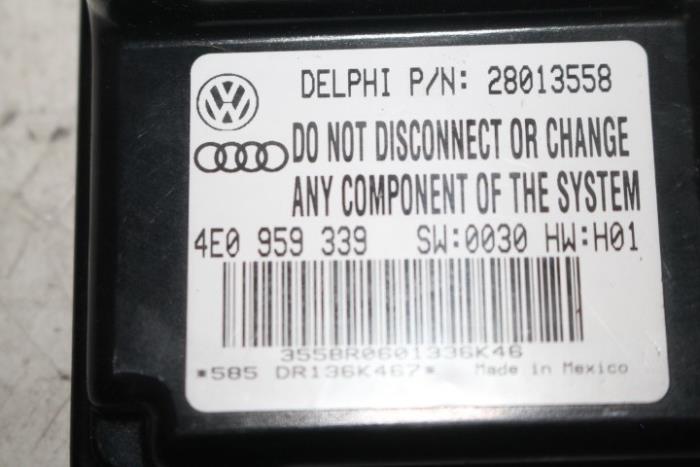 DELPHI P/N: 28013558
DO NOT DISCONNECT OR CHANGE
ANY COMPONENT OF THE SYSTEM
4E0 959 339 SW:0030 HW:H01
3558R0601336K46
*585 DR136K467* Made in Mexico